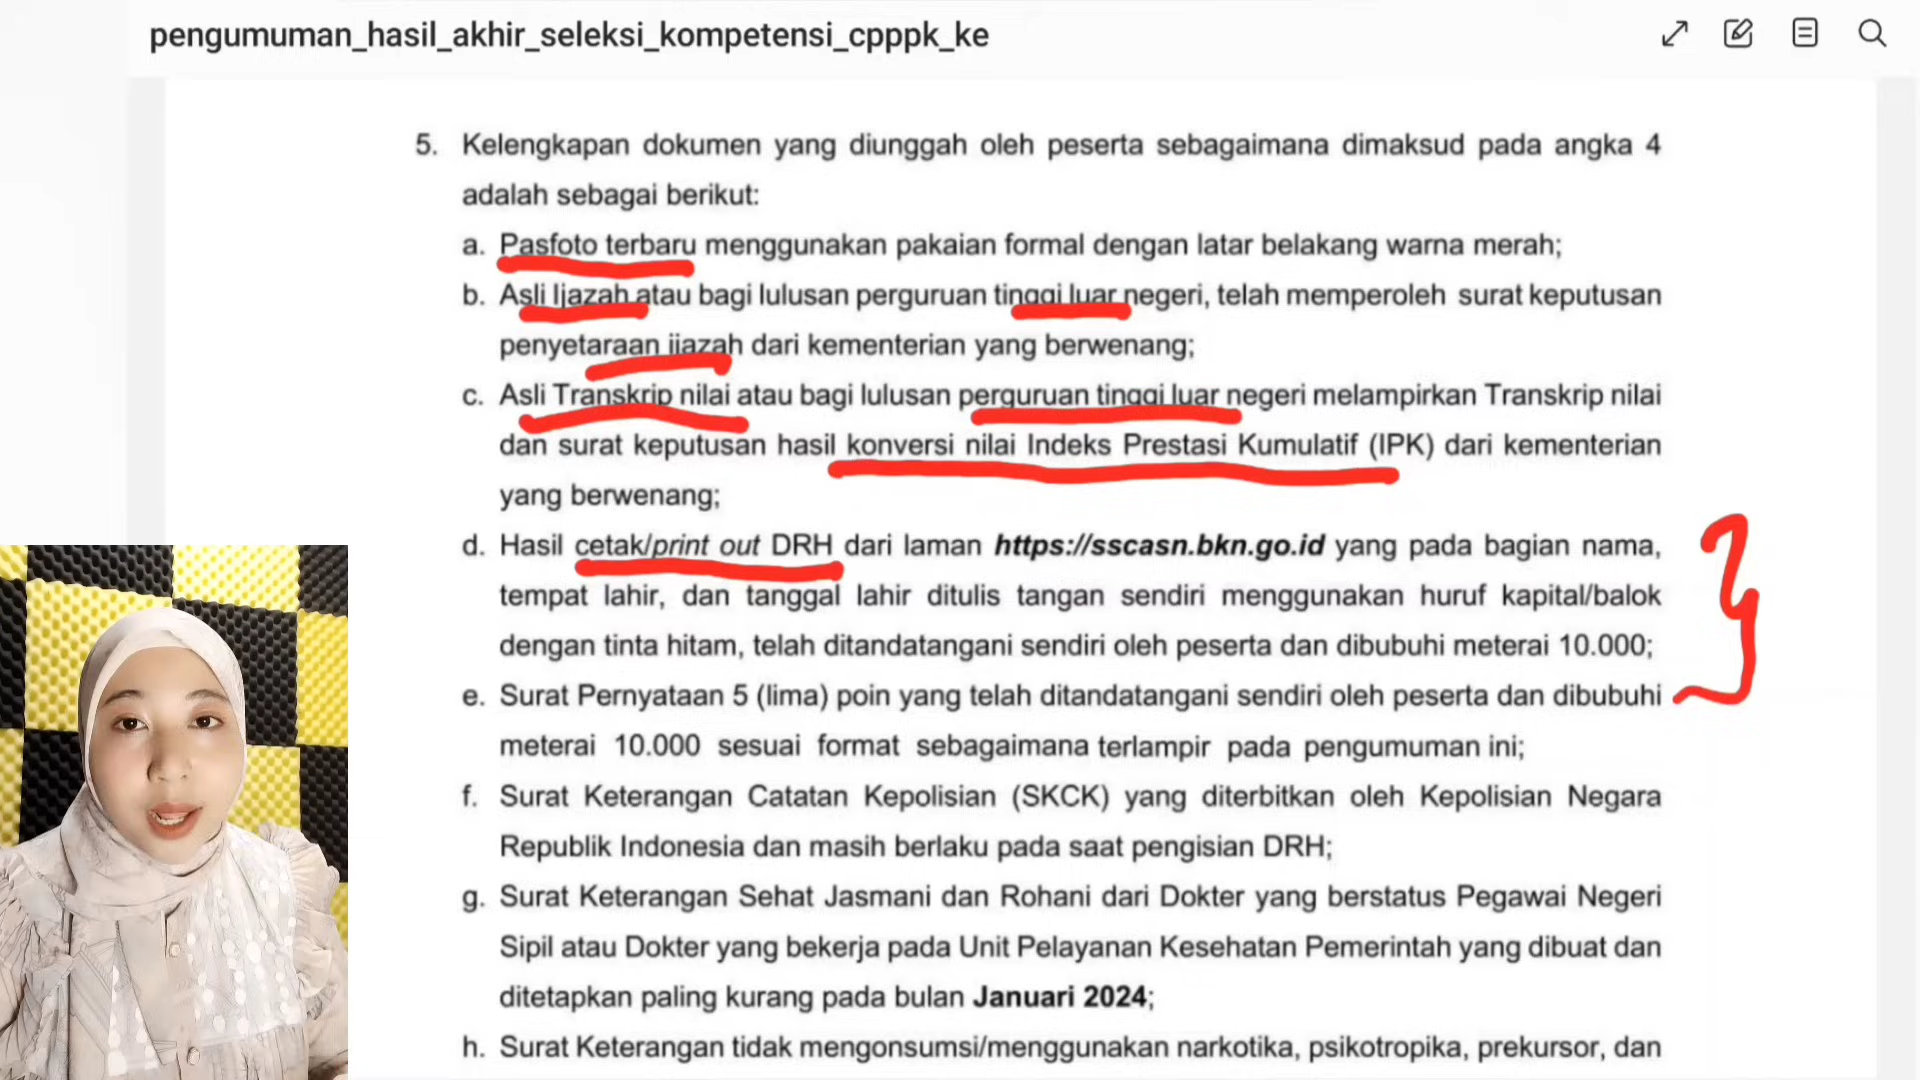 pengumuman_hasil_akhir_seleksi_kompetensi_cpppk_ke
5. Kelengkapan dokumen yang diunggah oleh peserta sebagaimana dimaksud pada angka 4
adalah sebagai berikut:
a. Pasfoto terbaru menggunakan pakaian formal dengan latar belakang warna merah;
b. Asli Ijazah atau bagi lulusan perguruan tinggi luar negeri, telah memperoleh surat keputusan
penyetaraan ijazah dari kementerian yang berwenang;
c. Asli Transkrip nilai atau bagi lulusan perguruan tinggi luar negeri melampirkan Transkrip nilai
dan surat keputusan hasil konversi nilai Indeks Prestasi Kumulatif (IPK) dari kementerian
yang berwenang;
d. Hasil cetak/print out DRH dari laman https://sscasn.bkn.go.id yang pada bagian nama,
tempat lahir, dan tanggal lahir ditulis tangan sendiri menggunakan huruf kapital/balok
dengan tinta hitam, telah ditandatangani sendiri oleh peserta dan dibubuhi meterai 10.000;
e. Surat Pernyataan 5 (lima) poin yang telah ditandatangani sendiri oleh peserta dan dibubuhi
meterai 10.000 sesuai format sebagaimana terlampir pada pengumuman ini;
f. Surat Keterangan Catatan Kepolisian (SKCK) yang diterbitkan oleh Kepolisian Negara
Republik Indonesia dan masih berlaku pada saat pengisian DRH;
g. Surat Keterangan Sehat Jasmani dan Rohani dari Dokter yang berstatus Pegawai Negeri
Sipil atau Dokter yang bekerja pada Unit Pelayanan Kesehatan Pemerintah yang dibuat dan
ditetapkan paling kurang pada bulan Januari 2024;
h. Surat Keterangan tidak mengonsumsi/menggunakan narkotika, psikotropika, prekursor, dan